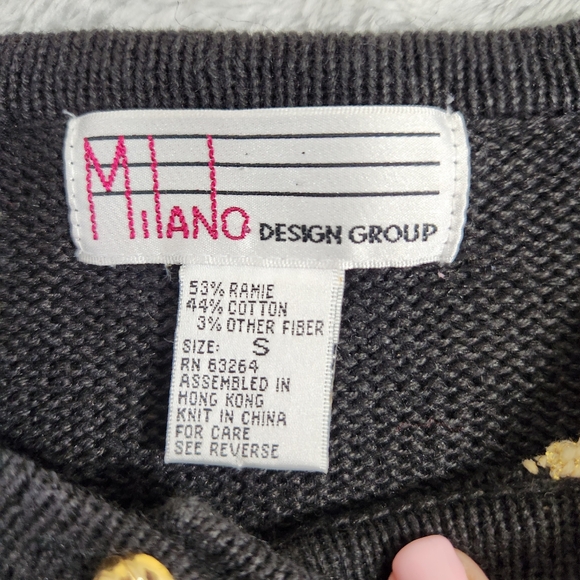 Milano DESIGN GROUP
53% RAMIE
44% COTTON
3% OTHER FIBER
SIZE: S
RN 63264
ASSEMBLED IN
HONG KONG
KNIT IN CHINA
FOR CARE
SEE REVERSE